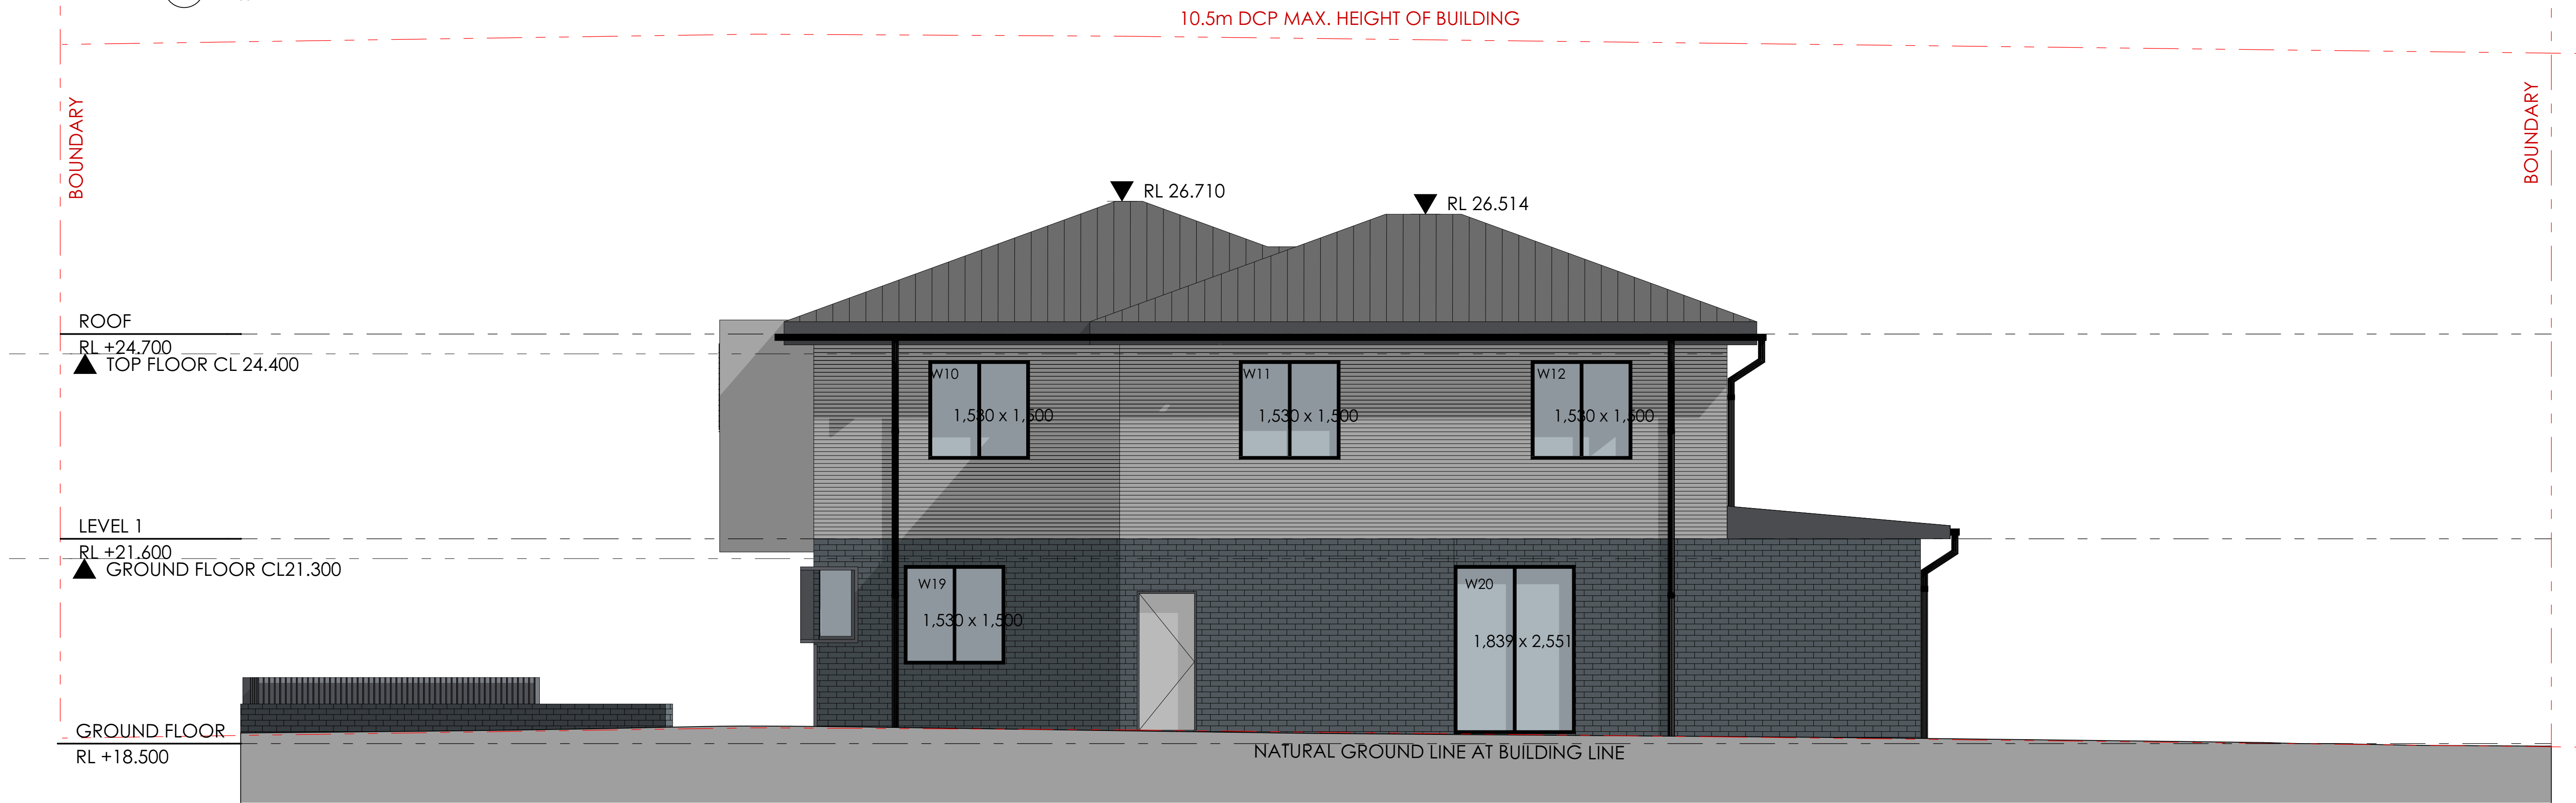 10.5m DCP MAX. HEIGHT OF BUILDING
BOUNDARY
BOUNDARY
RL 26.710
RL 26.514
ROOF
RL +24.700
TOP FLOOR CL 24.400
W10
W11
W12
1,530 x 1,500
1,530 x 1,500
1,530 x 1,500
LEVEL 1
RL +21.600
GROUND FLOOR CL21.300
W19
W20
1,530 x 1,500
1,839 x 2,551
GROUND FLOOR
RL +18.500
NATURAL GROUND LINE AT BUILDING LINE